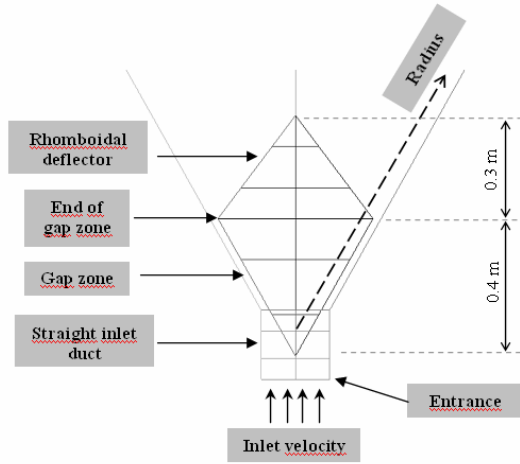 Radius
Rhomboidal
deflector
0.3 m
End of
gap zone
Gap zone
0.4 m
Straight inlet
duct
Entrance
Inlet velocity